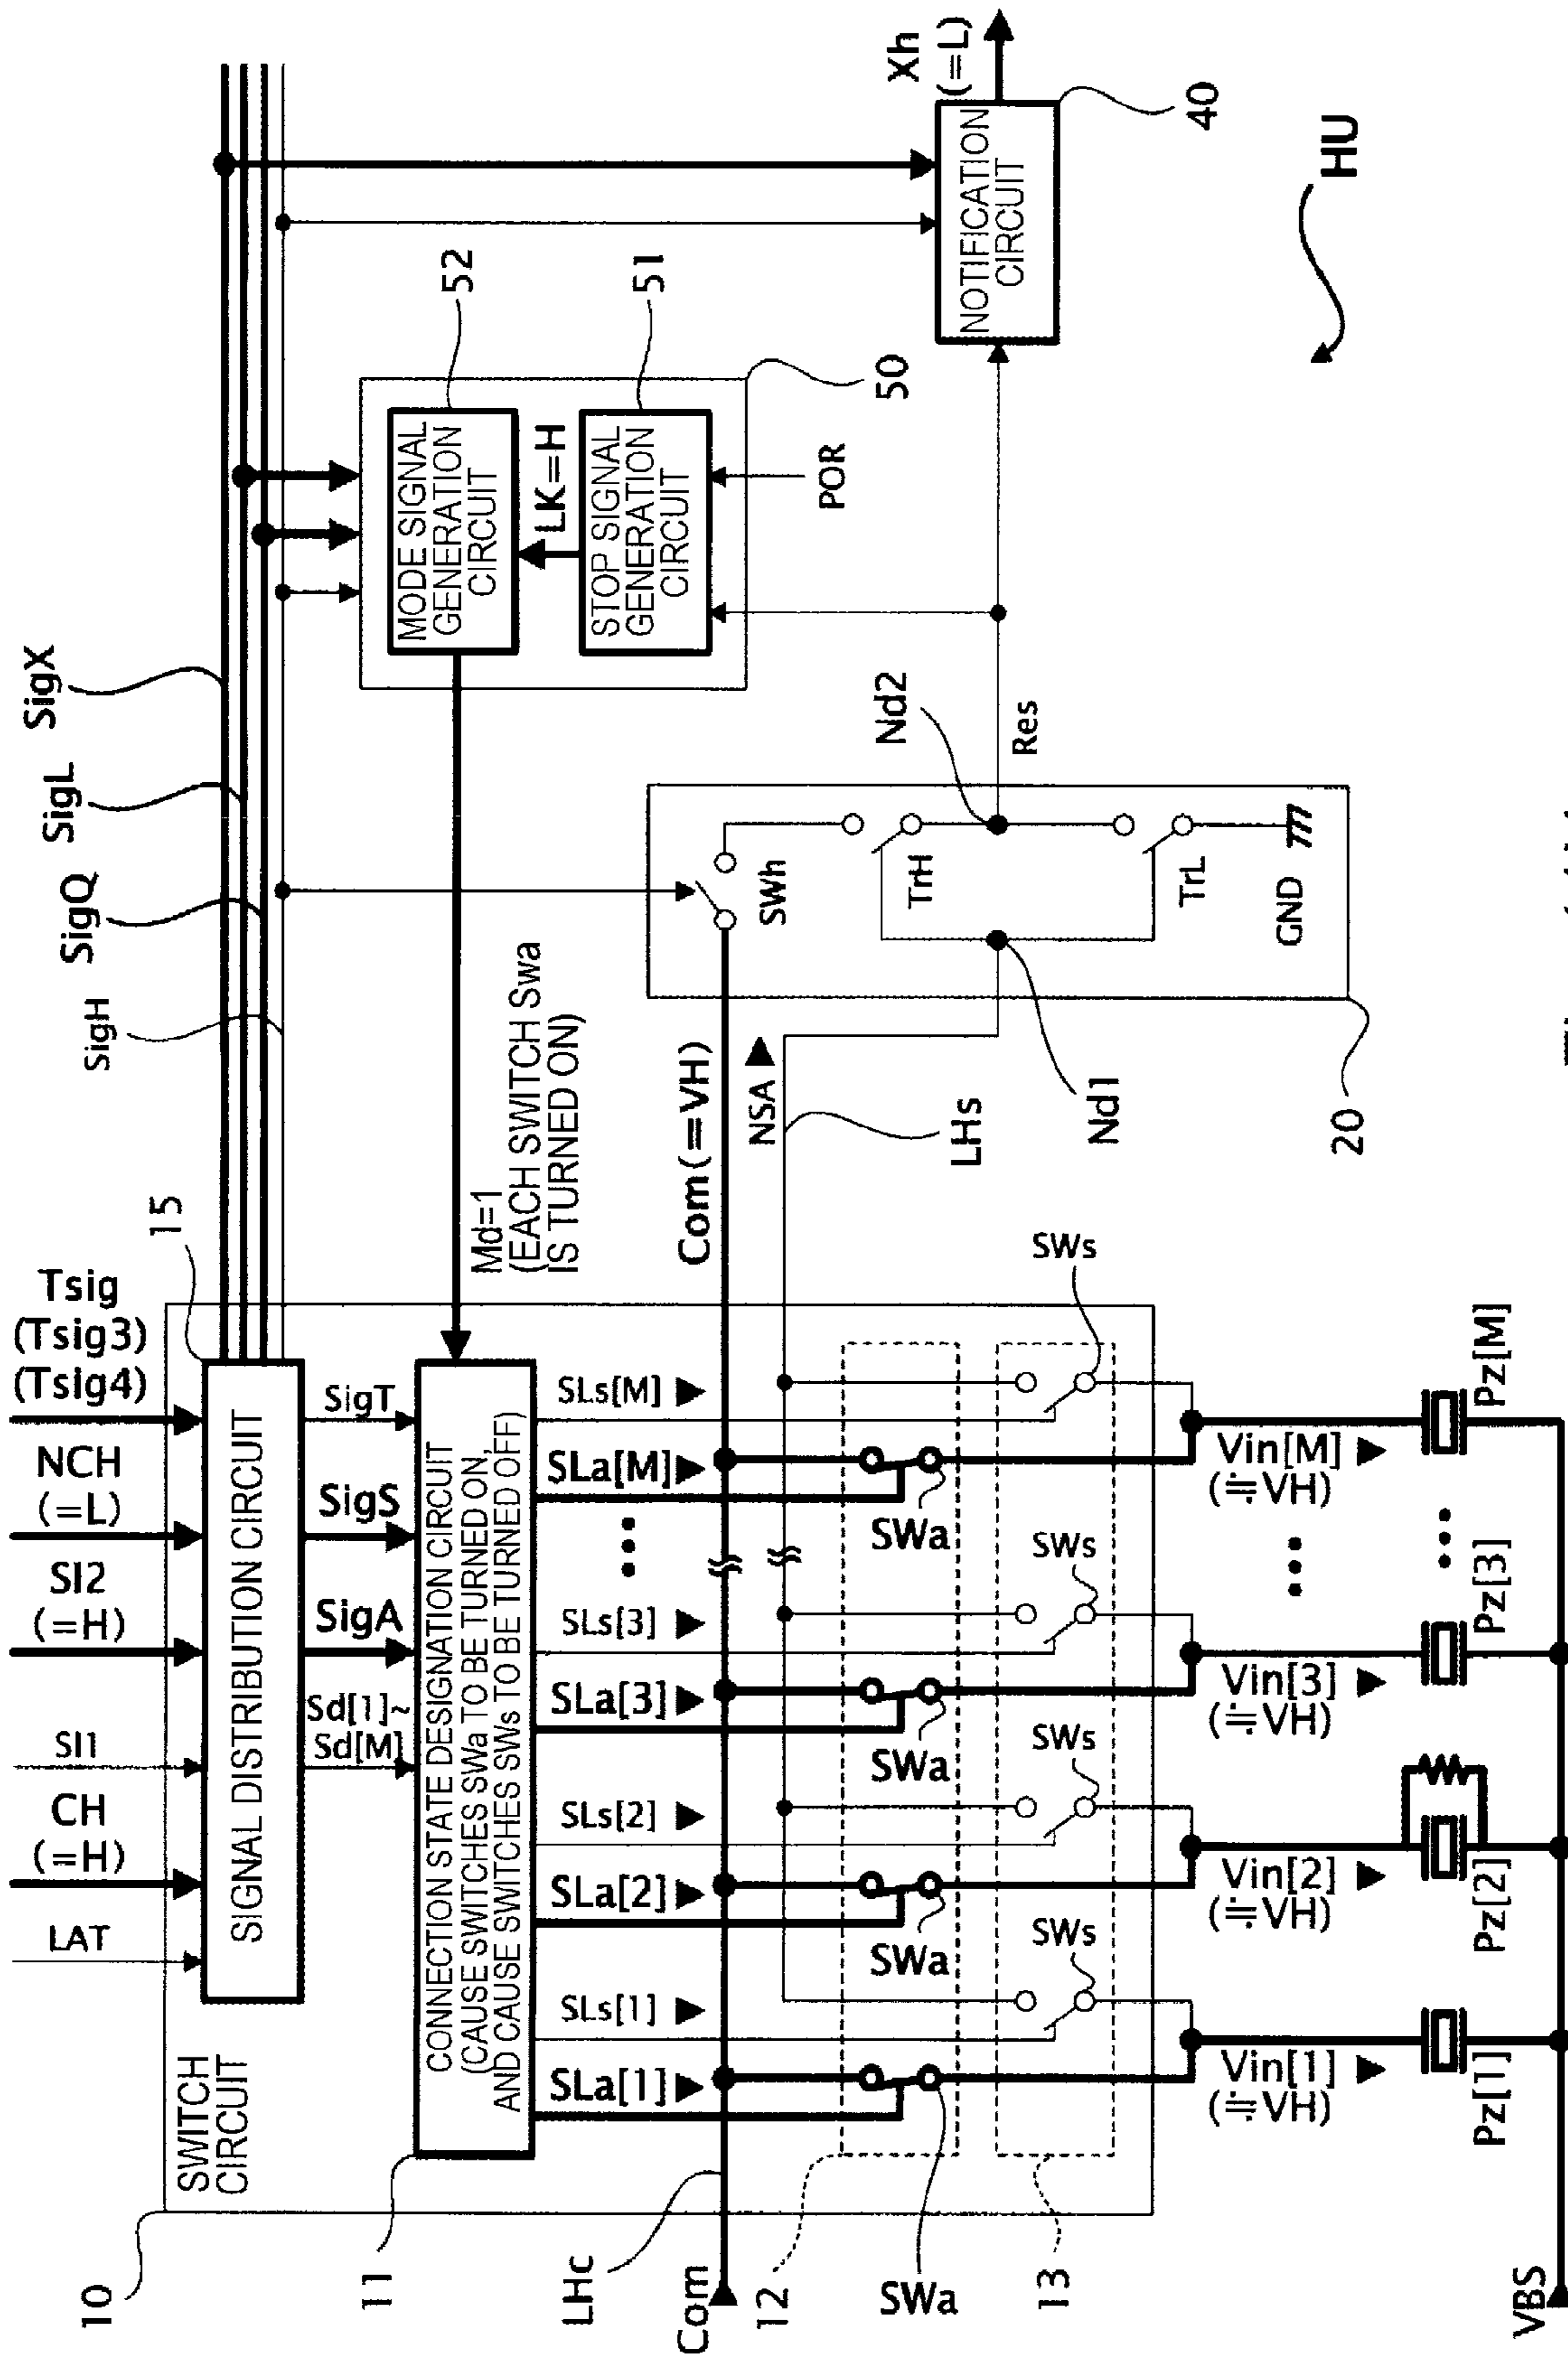 Tsig
(Tsig3)
(Tsig4)
NCH
(=L)
SI2
(=H)
SI1
CH
(=H)
LAT
15
SigX
SigL
SigQ
SigH
SWITCH
CIRCUIT
10
SIGNAL DISTRIBUTION CIRCUIT
SigT
SigS
SigA
Sd[1]~
Sd[M]
11
CONNECTION STATE DESIGNATION CIRCUIT
(CAUSE SWITCHES SWa TO BE TURNED ON,
AND CAUSE SWITCHES SWs TO BE TURNED OFF)
Md=1
(EACH SWITCH Swa
IS TURNED ON)
MODE SIGNAL
GENERATION
CIRCUIT
52
LK=H
STOP SIGNAL
GENERATION
CIRCUIT
51
50
POR
NOTIFICATION
CIRCUIT
40
Xh
(=L)
HU
SLa[1]
SLs[1]
SLa[2]
SLs[2]
SLa[3]
SLs[3]
•••
SLa[M]
SLs[M]
LHc
Com
Com(≒VH)
NSA
LHs
SWh
TrH
Nd2
Res
TrL
GND
Nd1
20
12
SWa
SWa
SWa
SWa
13
SWs
SWs
SWs
SWs
Vin[1]
(≒VH)
Vin[2]
(≒VH)
Vin[3]
(≒VH)
•••
Vin[M]
(≒VH)
Pz[1]
Pz[2]
Pz[3]
•••
Pz[M]
VBS